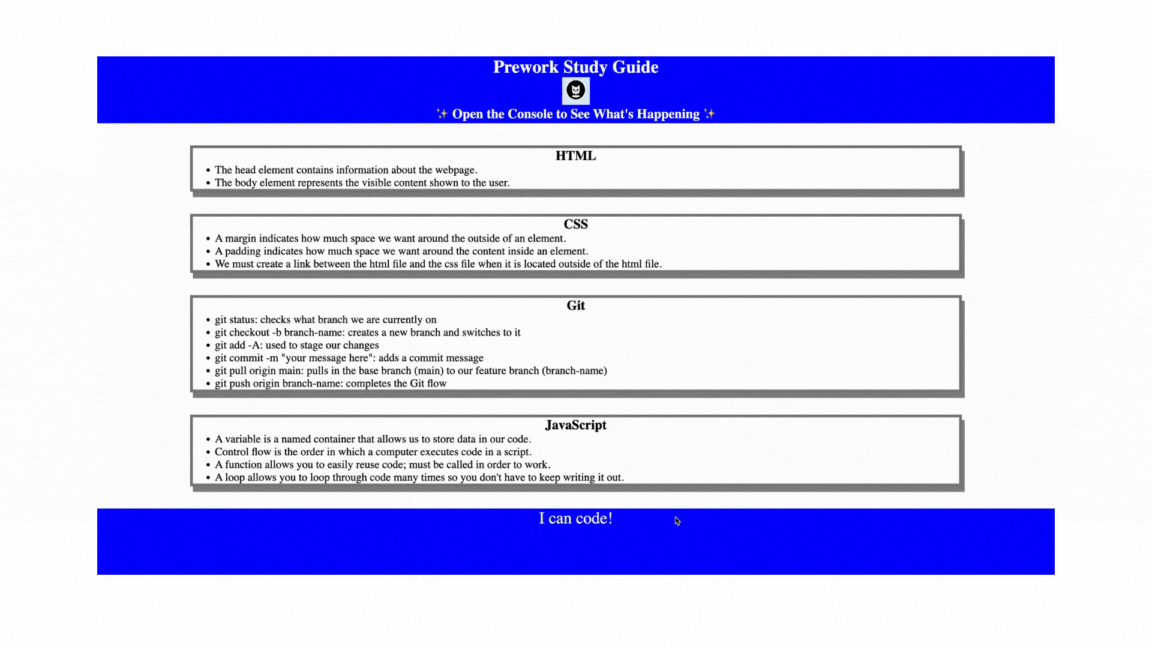 Prework Study Guide
✨ Open the Console to See What's Happening ✨
HTML
• The head element contains information about the webpage.
• The body element represents the visible content shown to the user.
CSS
• A margin indicates how much space we want around the outside of an element.
• A padding indicates how much space we want around the content inside an element.
• We must create a link between the html file and the css file when it is located outside of the html file.
Git
• git status: checks what branch we are currently on
• git checkout -b branch-name: creates a new branch and switches to it
• git add -A: used to stage our changes
• git commit -m "your message here": adds a commit message
• git pull origin main: pulls in the base branch (main) to our feature branch (branch-name)
• git push origin branch-name: completes the Git flow
JavaScript
• A variable is a named container that allows us to store data in our code.
• Control flow is the order in which a computer executes code in a script.
• A function allows you to easily reuse code; must be called in order to work.
• A loop allows you to loop through code many times so you don't have to keep writing it out.
I can code!